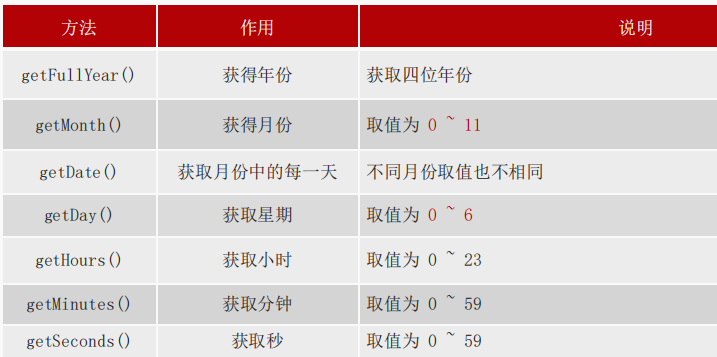 方法 作用 说明
getFullYear() 获得年份 获取四位年份
getMonth() 获得月份 取值为 0 ~ 11
getDate() 获取月份中的每一天 不同月份取值也不相同
getDay() 获取星期 取值为 0 ~ 6
getHours() 获取小时 取值为 0 ~ 23
getMinutes() 获取分钟 取值为 0 ~ 59
getSeconds() 获取秒 取值为 0 ~ 59